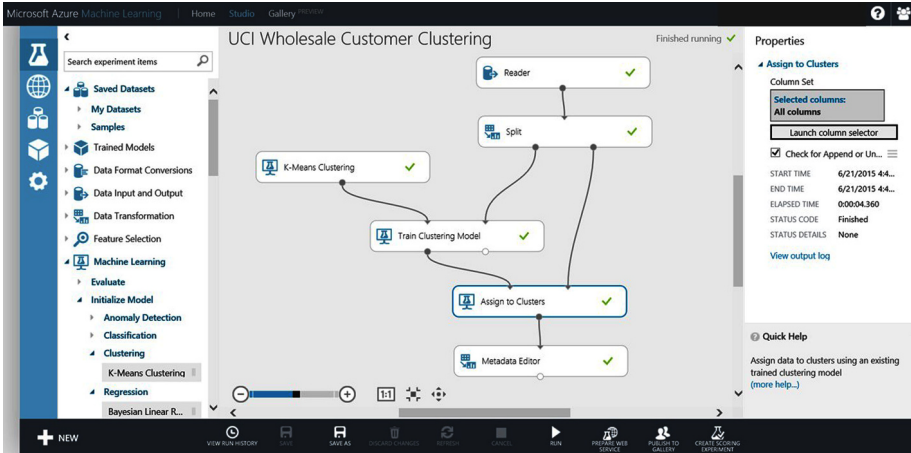 Microsoft Azure Machine Learning
Home
Studio
Gallery PREVIEW
Search experiment items
Saved Datasets
My Datasets
Samples
Trained Models
Data Format Conversions
Data Input and Output
Data Transformation
Feature Selection
Machine Learning
Evaluate
Initialize Model
Anomaly Detection
Classification
Clustering
K-Means Clustering
Regression
Bayesian Linear R...
UCI Wholesale Customer Clustering
Finished running
Reader
Split
K-Means Clustering
Train Clustering Model
Assign to Clusters
Metadata Editor
1:1
Properties
Assign to Clusters
Column Set
Selected columns:
All columns
Launch column selector
Check for Append or Un...
START TIME 6/21/2015 4:4...
END TIME 6/21/2015 4:4...
ELAPSED TIME 0:00:04.360
STATUS CODE Finished
STATUS DETAILS None
View output log
Quick Help
Assign data to clusters using an existing
trained clustering model
(more help...)
NEW
VIEW RUN HISTORY
SAVE
SAVE AS
DISCARD CHANGES
REFRESH
CANCEL
RUN
PREPARE WEB
SERVICE
PUBLISH TO
GALLERY
CREATE SCORING
EXPERIMENT